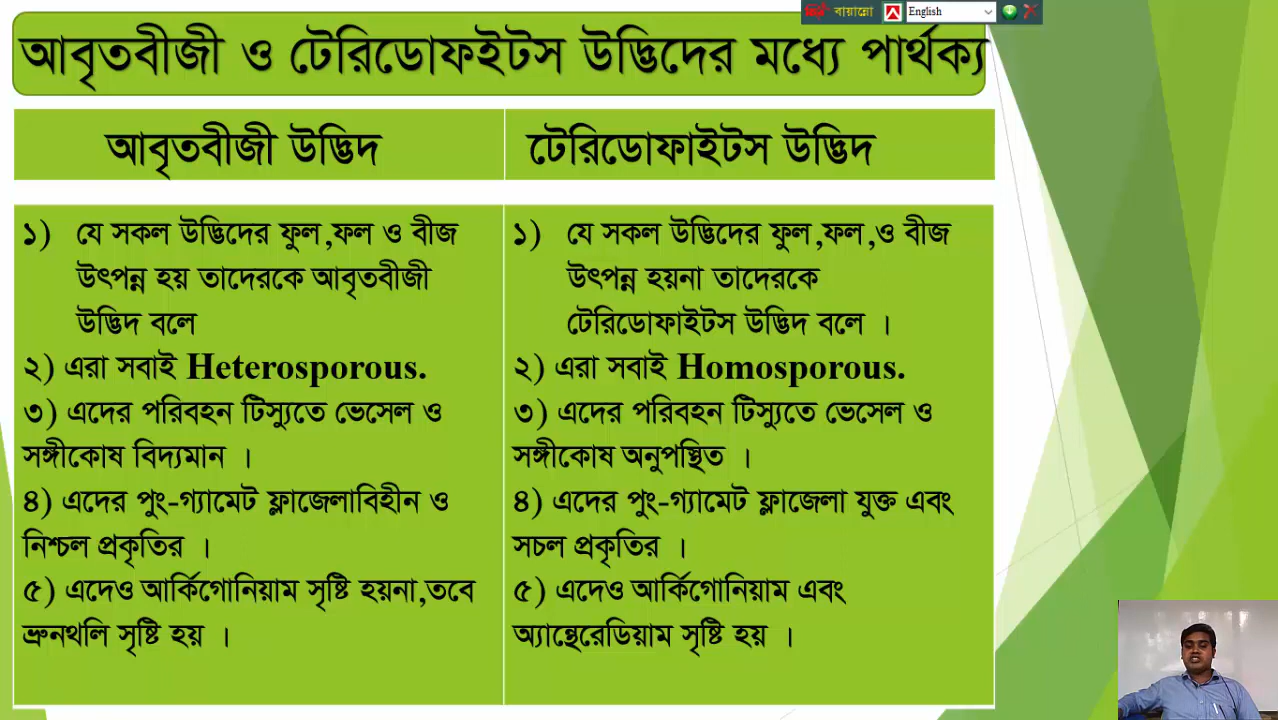 বায়ান্নো English
আবৃতবীজী ও টেরিডোফইটস উদ্ভিদের মধ্যে পার্থক্য
আবৃতবীজী উদ্ভিদ
টেরিডোফাইটস উদ্ভিদ
১) যে সকল উদ্ভিদের ফুল,ফল ও বীজ
উৎপন্ন হয় তাদেরকে আবৃতবীজী
উদ্ভিদ বলে
২) এরা সবাই Heterosporous.
৩) এদের পরিবহন টিস্যুতে ভেসেল ও
সঙ্গীকোষ বিদ্যমান ।
৪) এদের পুং-গ্যামেট ফ্লাজেলাবিহীন ও
নিশ্চল প্রকৃতির ।
৫) এদেও আর্কিগোনিয়াম সৃষ্টি হয়না,তবে
ভ্রুনথলি সৃষ্টি হয় ।
১) যে সকল উদ্ভিদের ফুল,ফল,ও বীজ
উৎপন্ন হয়না তাদেরকে
টেরিডোফাইটস উদ্ভিদ বলে ।
২) এরা সবাই Homosporous.
৩) এদের পরিবহন টিস্যুতে ভেসেল ও
সঙ্গীকোষ অনুপস্থিত ।
৪) এদের পুং-গ্যামেট ফ্লাজেলা যুক্ত এবং
সচল প্রকৃতির ।
৫) এদেও আর্কিগোনিয়াম এবং
অ্যান্থেরেডিয়াম সৃষ্টি হয় ।